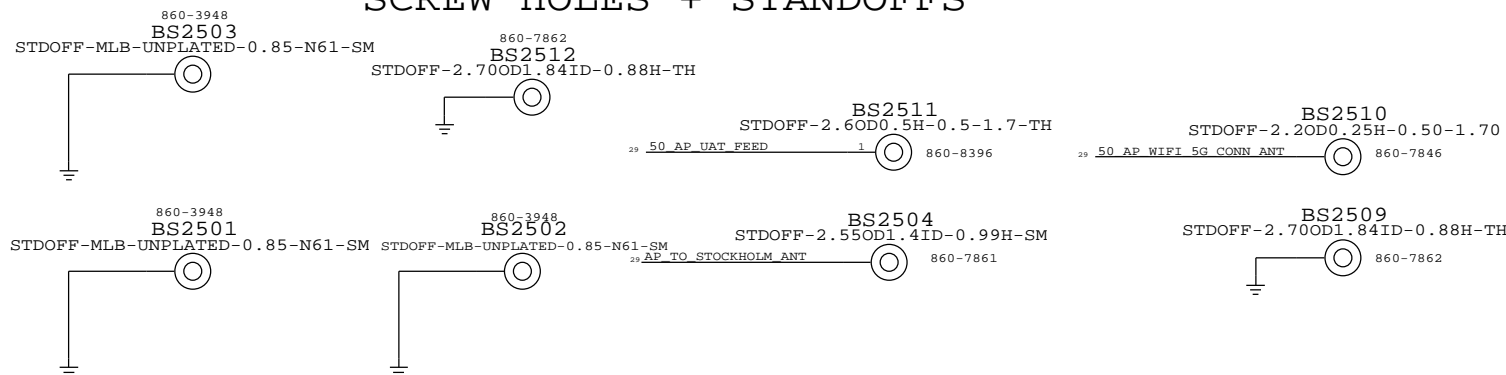 SCREW HOLES + STANDOFFS
860-3948
BS2503
STDOFF-MLB-UNPLATED-0.85-N61-SM
860-7862
BS2512
STDOFF-2.70OD1.84ID-0.88H-TH
BS2511
STDOFF-2.6OD0.5H-0.5-1.7-TH
29 50_AP_UAT_FEED 1
860-8396
BS2510
STDOFF-2.2OD0.25H-0.50-1.70
29 50_AP_WIFI_5G_CONN_ANT
860-7846
860-3948
BS2501
STDOFF-MLB-UNPLATED-0.85-N61-SM
860-3948
BS2502
STDOFF-MLB-UNPLATED-0.85-N61-SM
BS2504
STDOFF-2.55OD1.4ID-0.99H-SM
29 AP_TO_STOCKHOLM_ANT
860-7861
BS2509
STDOFF-2.70OD1.84ID-0.88H-TH
860-7862